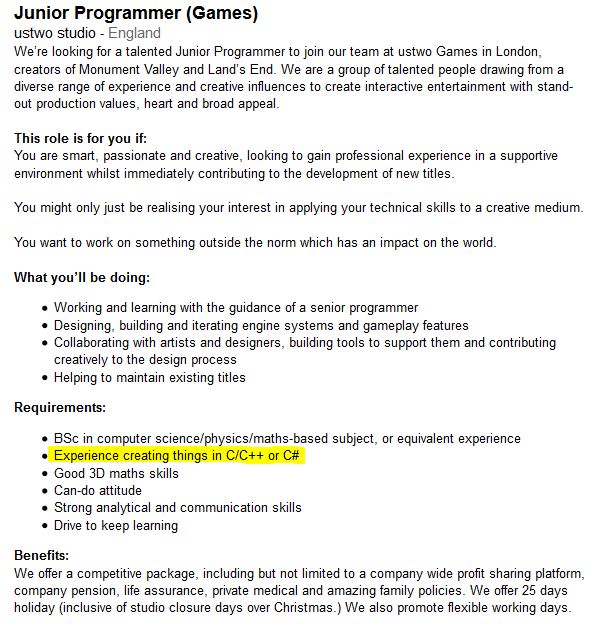 Junior Programmer (Games)
ustwo studio - England
We're looking for a talented Junior Programmer to join our team at ustwo Games in London,
creators of Monument Valley and Land's End. We are a group of talented people drawing from a
diverse range of experience and creative influences to create interactive entertainment with stand-
out production values, heart and broad appeal.
This role is for you if:
You are smart, passionate and creative, looking to gain professional experience in a supportive
environment whilst immediately contributing to the development of new titles.
You might only just be realising your interest in applying your technical skills to a creative medium.
You want to work on something outside the norm which has an impact on the world.
What you'll be doing:
• Working and learning with the guidance of a senior programmer
• Designing, building and iterating engine systems and gameplay features
• Collaborating with artists and designers, building tools to support them and contributing
creatively to the design process
• Helping to maintain existing titles
Requirements:
• BSc in computer science/physics/maths-based subject, or equivalent experience
• Experience creating things in C/C++ or C#
• Good 3D maths skills
• Can-do attitude
• Strong analytical and communication skills
• Drive to keep learning
Benefits:
We offer a competitive package, including but not limited to a company wide profit sharing platform,
company pension, life assurance, private medical and amazing family policies. We offer 25 days
holiday (inclusive of studio closure days over Christmas.) We also promote flexible working days.